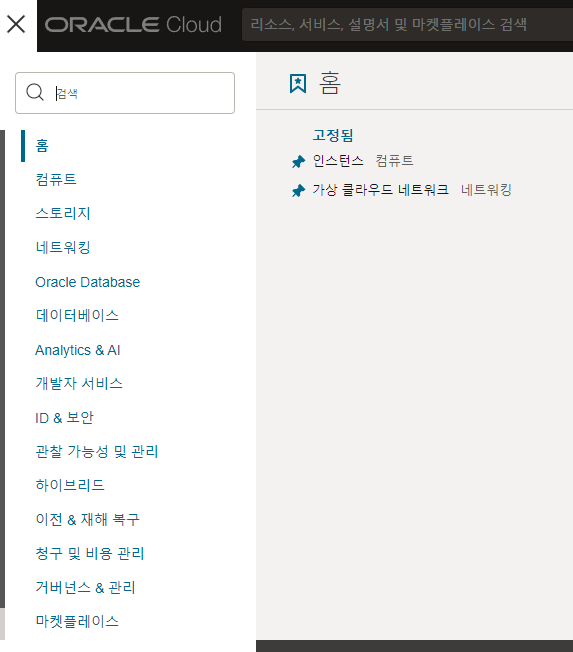 ORACLE Cloud
리소스, 서비스, 설명서 및 마켓플레이스 검색
검색
홈
컴퓨트
스토리지
네트워킹
Oracle Database
데이터베이스
Analytics & AI
개발자 서비스
ID & 보안
관찰 가능성 및 관리
하이브리드
이전 & 재해 복구
청구 및 비용 관리
거버넌스 & 관리
마켓플레이스
홈
고정됨
인스턴스 컴퓨트
가상 클라우드 네트워크 네트워킹